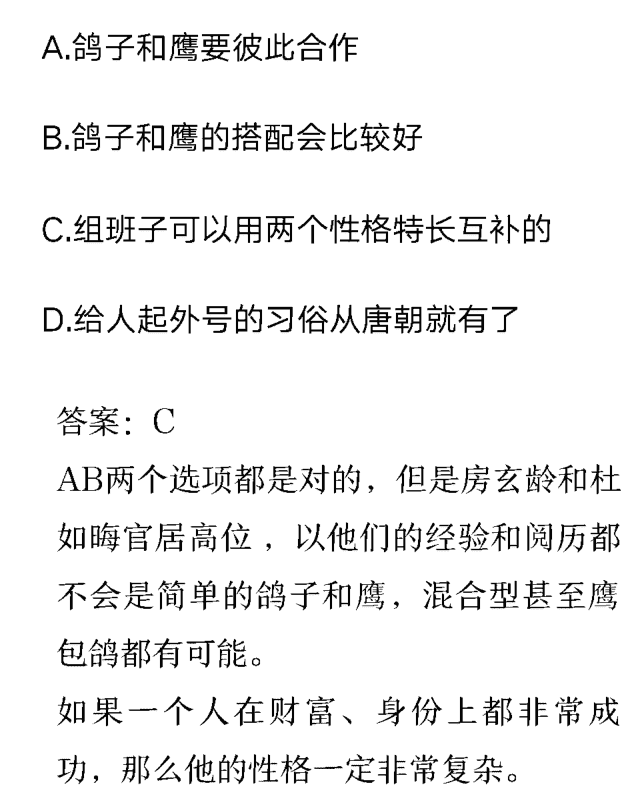 A.鸽子和鹰要彼此合作
B.鸽子和鹰的搭配会比较好
C.组班子可以用两个性格特长互补的
D.给人起外号的习俗从唐朝就有了
答案：C
AB两个选项都是对的，但是房玄龄和杜
如晦官居高位，以他们的经验和阅历都
不会是简单的鸽子和鹰，混合型甚至鹰
包鸽都有可能。
如果一个人在财富、身份上都非常成
功，那么他的性格一定非常复杂。